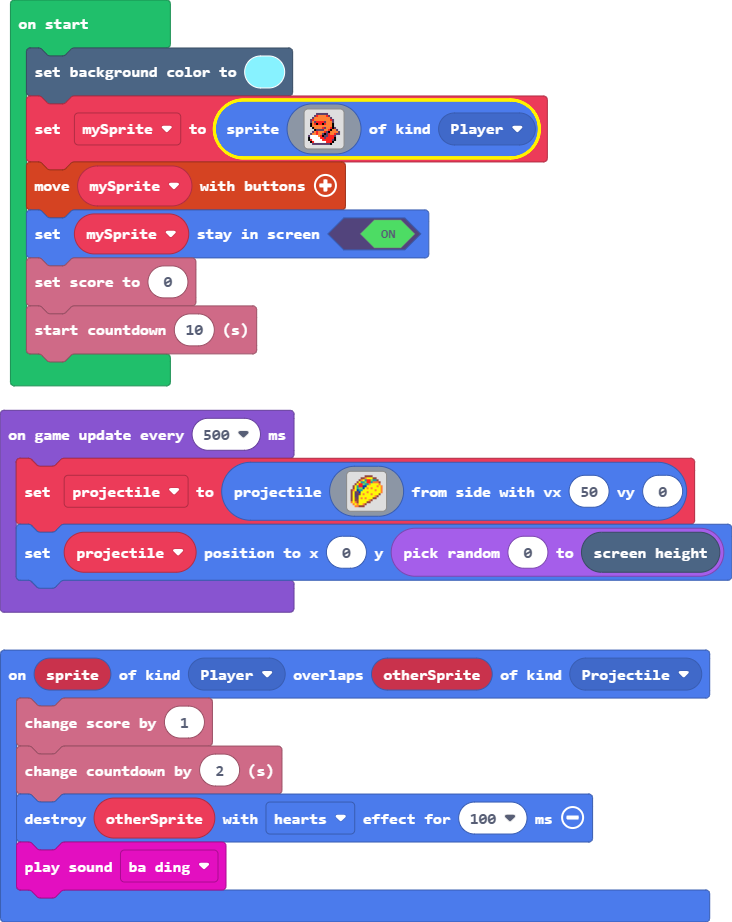 on start
set background color to
set mySprite to sprite of kind Player
move mySprite with buttons
set mySprite stay in screen ON
set score to 0
start countdown 10 (s)
on game update every 500 ms
set projectile to projectile from side with vx 50 vy 0
set projectile position to x 0 y pick random 0 to screen height
on sprite of kind Player overlaps otherSprite of kind Projectile
change score by 1
change countdown by 2 (s)
destroy otherSprite with hearts effect for 100 ms
play sound ba ding